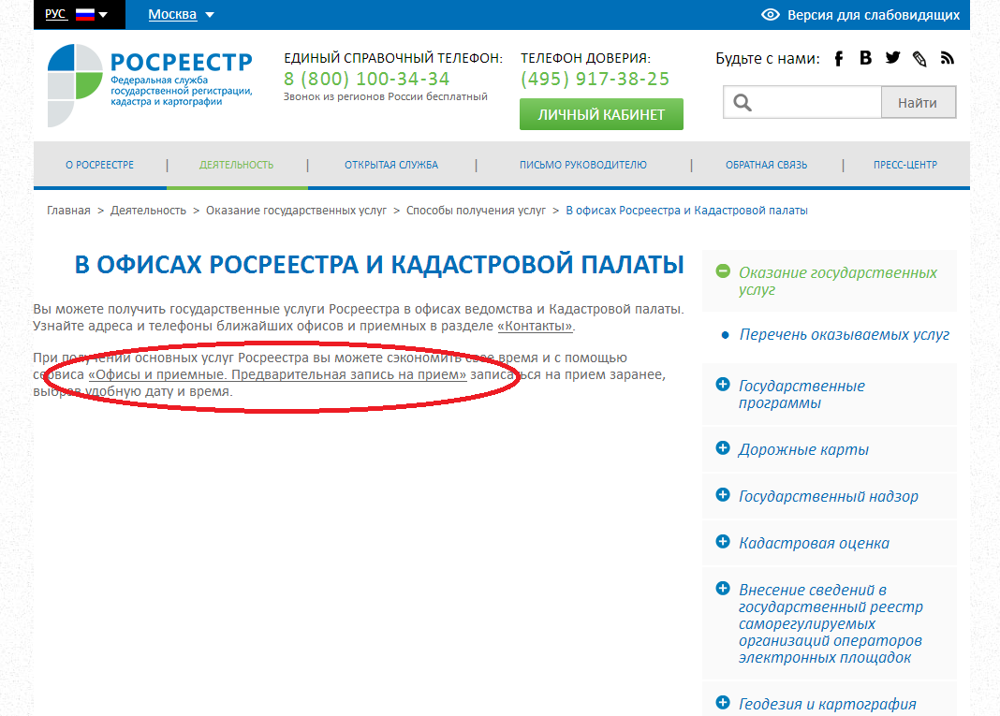 РУС
Москва
Версия для слабовидящих
РОСРЕЕСТР
Федеральная служба
государственной регистрации,
кадастра и картографии
ЕДИНЫЙ СПРАВОЧНЫЙ ТЕЛЕФОН:
8 (800) 100-34-34
Звонок из регионов России бесплатный
ТЕЛЕФОН ДОВЕРИЯ:
(495) 917-38-25
ЛИЧНЫЙ КАБИНЕТ
Будьте с нами:
Найти
О РОСРЕЕСТРЕ | ДЕЯТЕЛЬНОСТЬ | ОТКРЫТАЯ СЛУЖБА | ПИСЬМО РУКОВОДИТЕЛЮ | ОБРАТНАЯ СВЯЗЬ | ПРЕСС-ЦЕНТР
Главная > Деятельность > Оказание государственных услуг > Способы получения услуг > В офисах Росреестра и Кадастровой палаты
В ОФИСАХ РОСРЕЕСТРА И КАДАСТРОВОЙ ПАЛАТЫ
Вы можете получить государственные услуги Росреестра в офисах ведомства и Кадастровой палаты.
Узнайте адреса и телефоны ближайших офисов и приемных в разделе «Контакты».
При получении основных услуг Росреестра вы можете сэкономить свое время и с помощью
сервиса «Офисы и приемные. Предварительная запись на прием» записаться на прием заранее,
выбрав удобную дату и время.
Оказание государственных
услуг
Перечень оказываемых услуг
Государственные
программы
Дорожные карты
Государственный надзор
Кадастровая оценка
Внесение сведений в
государственный реестр
саморегулируемых
организаций операторов
электронных площадок
Геодезия и картография